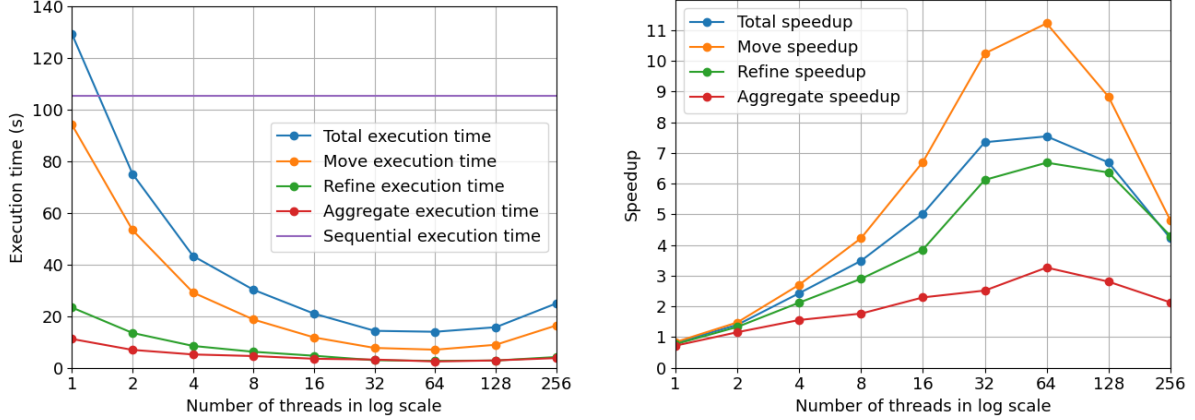 140
120
100
80
60
40
20
0
Execution time (s)
Total execution time
Move execution time
Refine execution time
Aggregate execution time
Sequential execution time
1 2 4 8 16 32 64 128 256
Number of threads in log scale
11
10
9
8
7
6
5
4
3
2
1
0
Speedup
Total speedup
Move speedup
Refine speedup
Aggregate speedup
1 2 4 8 16 32 64 128 256
Number of threads in log scale